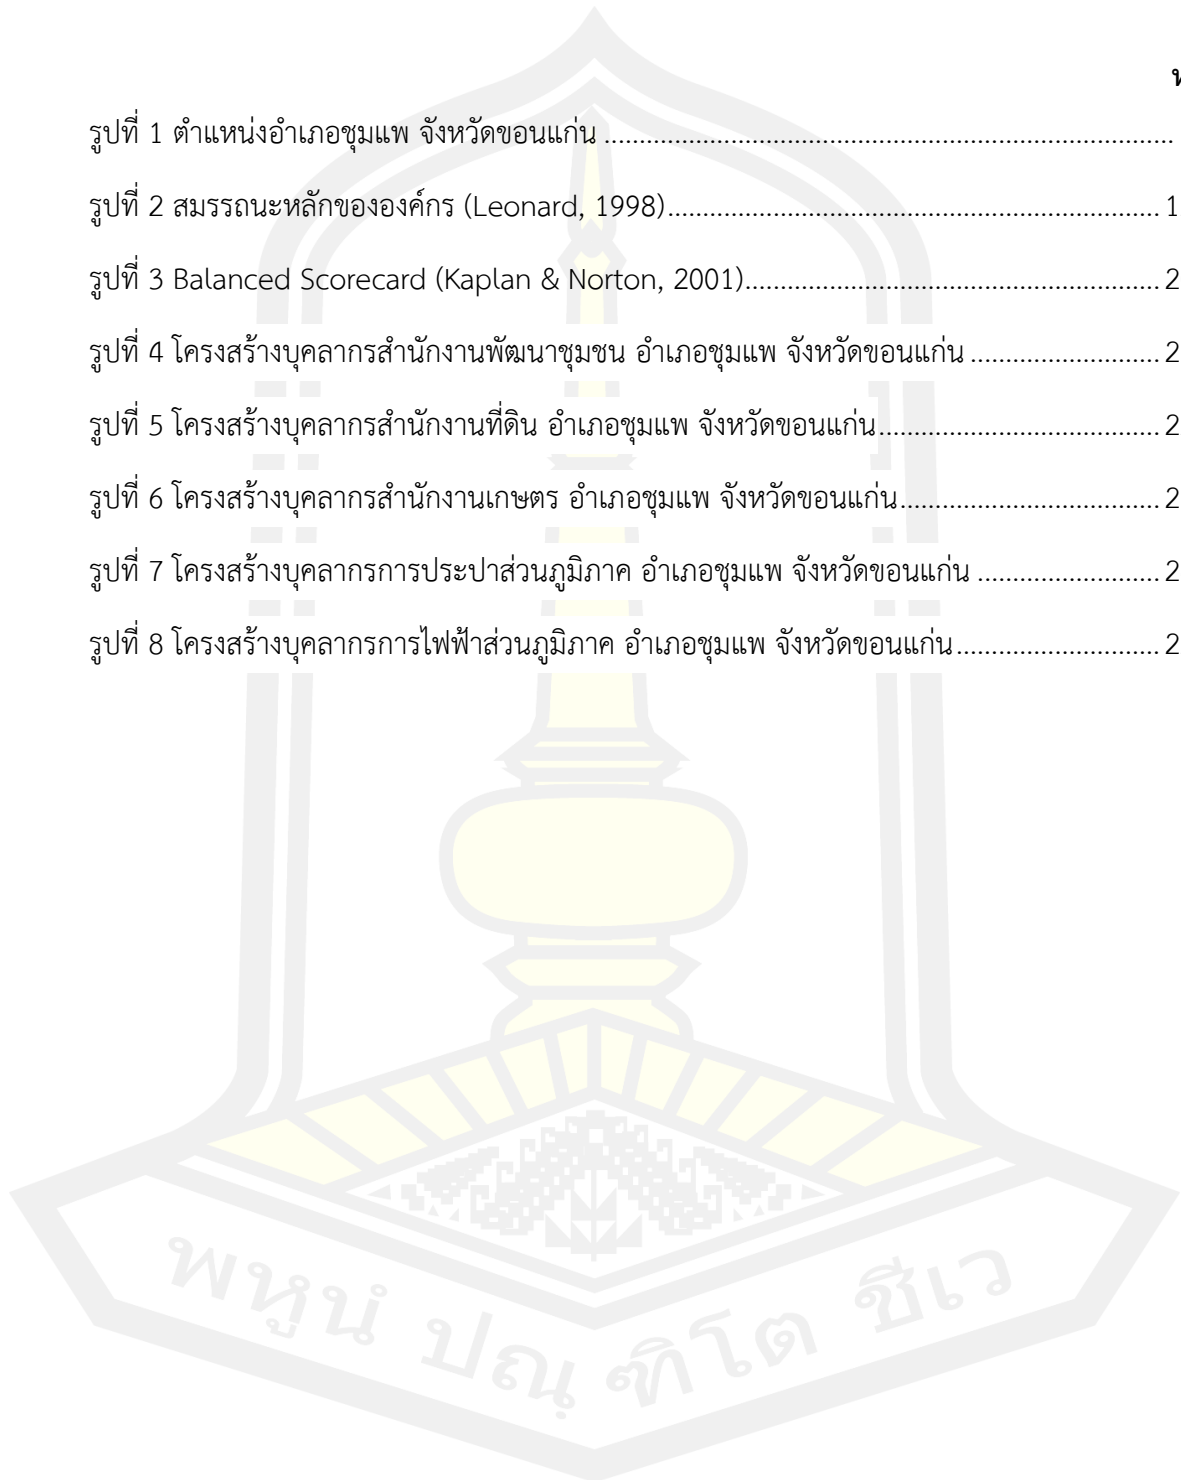 รูปที่ 1 ตำแหน่งอำเภอชุมแพ จังหวัดขอนแก่น ..................................................................................
รูปที่ 2 สมรรถนะหลักขององค์กร (Leonard, 1998)....................................................................... 1
รูปที่ 3 Balanced Scorecard (Kaplan & Norton, 2001)............................................................ 2
รูปที่ 4 โครงสร้างบุคลากรสำนักงานพัฒนาชุมชน อำเภอชุมแพ จังหวัดขอนแก่น ........................... 2
รูปที่ 5 โครงสร้างบุคลากรสำนักงานที่ดิน อำเภอชุมแพ จังหวัดขอนแก่น........................................ 2
รูปที่ 6 โครงสร้างบุคลากรสำนักงานเกษตร อำเภอชุมแพ จังหวัดขอนแก่น..................................... 2
รูปที่ 7 โครงสร้างบุคลากรการประปาส่วนภูมิภาค อำเภอชุมแพ จังหวัดขอนแก่น .......................... 2
รูปที่ 8 โครงสร้างบุคลากรการไฟฟ้าส่วนภูมิภาค อำเภอชุมแพ จังหวัดขอนแก่น............................. 2
พหูนํ ปณฺฑิโต ชีเว